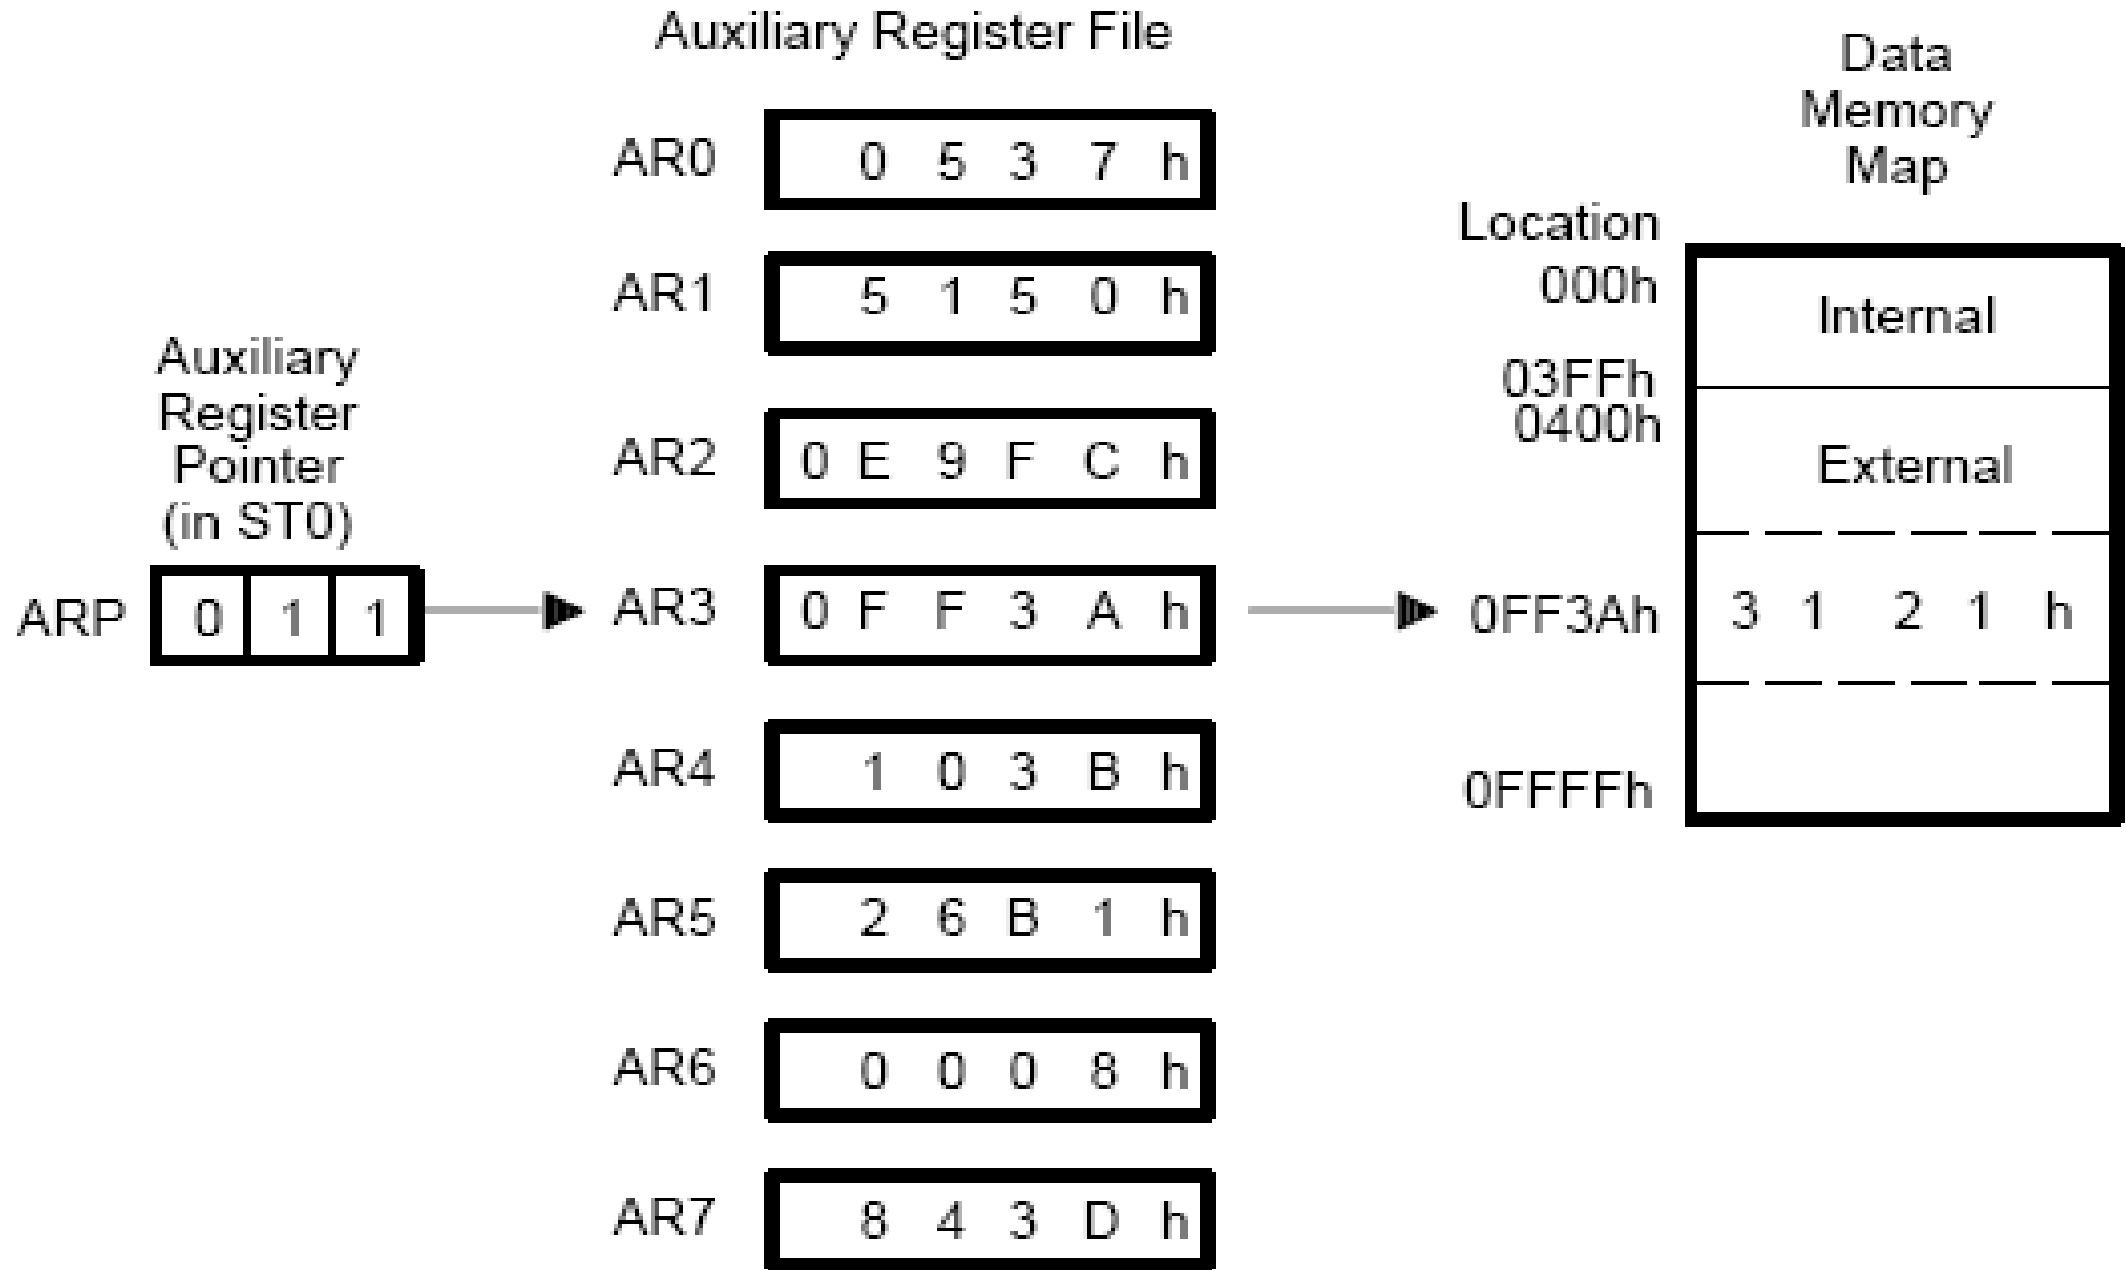 Auxiliary Register File
AR0 0 5 3 7 h
AR1 5 1 5 0 h
AR2 0 E 9 F C h
AR3 0 F F 3 A h
AR4 1 0 3 B h
AR5 2 6 B 1 h
AR6 0 0 0 8 h
AR7 8 4 3 D h
Auxiliary
Register
Pointer
(in ST0)
ARP 0 1 1
Data
Memory
Map
Location
000h
Internal
03FFh
0400h
External
0FF3Ah 3 1 2 1 h
0FFFFh